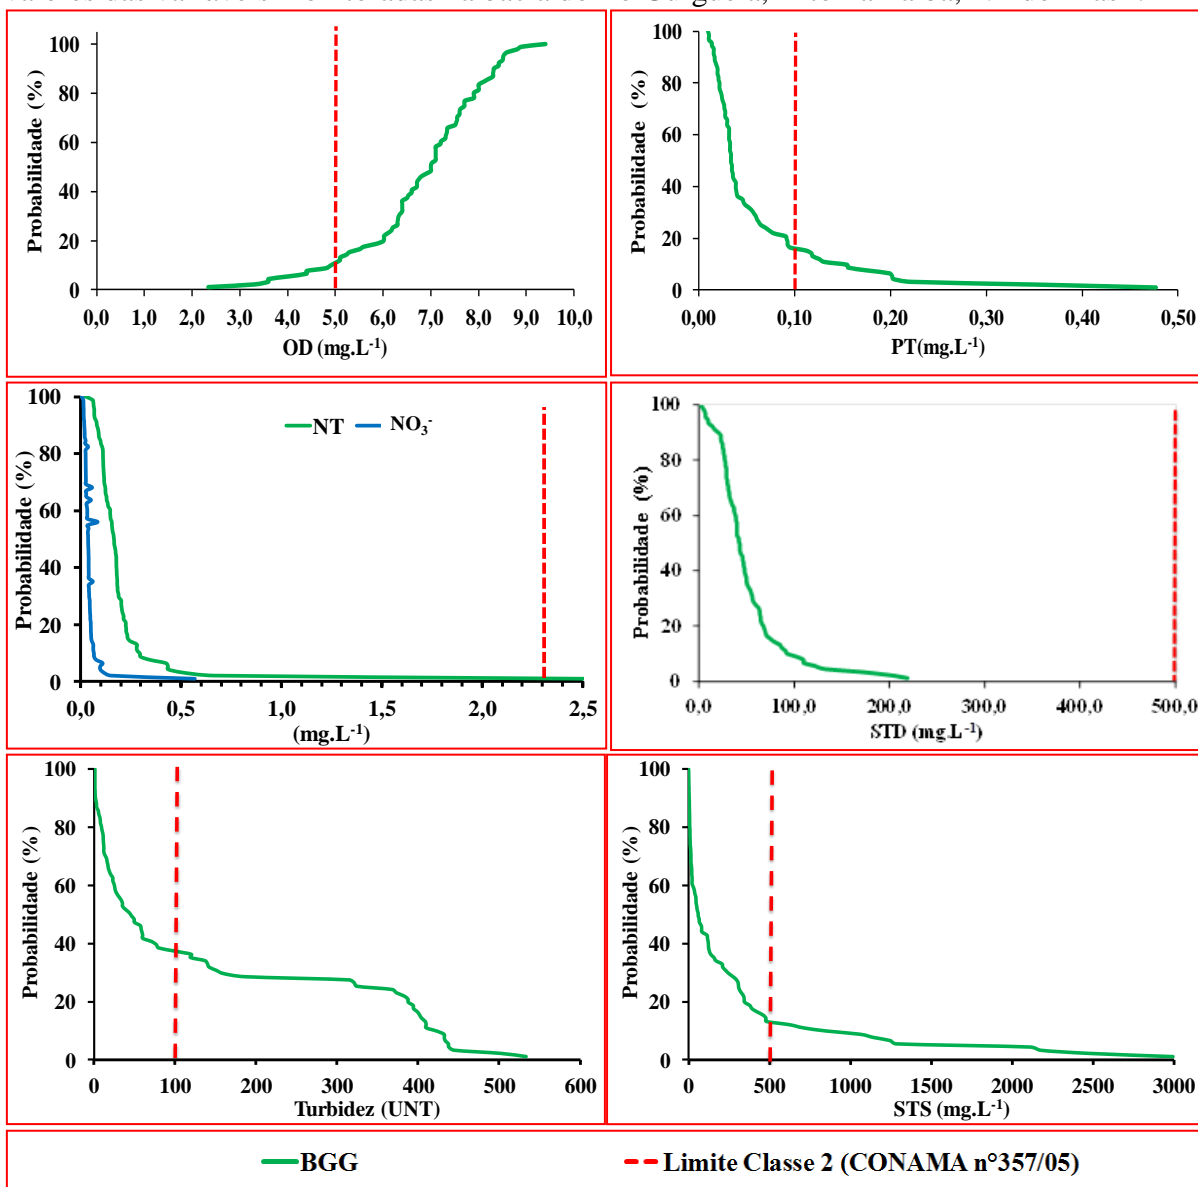 100
80
60
40
20
0
Probabilidade (%)
0,0 1,0 2,0 3,0 4,0 5,0 6,0 7,0 8,0 9,0 10,0
OD (mg.L-1)
100
80
60
40
20
0
Probabilidade (%)
0,00 0,10 0,20 0,30 0,40 0,50
PT(mg.L-1)
100
80
60
40
20
0
Probabilidade (%)
NT NO3-
0,0 0,5 1,0 1,5 2,0 2,5
(mg.L-1)
100
80
60
40
20
0
Probabilidade (%)
0,0 100,0 200,0 300,0 400,0 500,0
STD (mg.L-1)
100
80
60
40
20
0
Probabilidade (%)
0 100 200 300 400 500 600
Turbidez (UNT)
100
80
60
40
20
0
Probabilidade (%)
0 500 1000 1500 2000 2500 3000
STS (mg.L-1)
BGG Limite Classe 2 (CONAMA n°357/05)